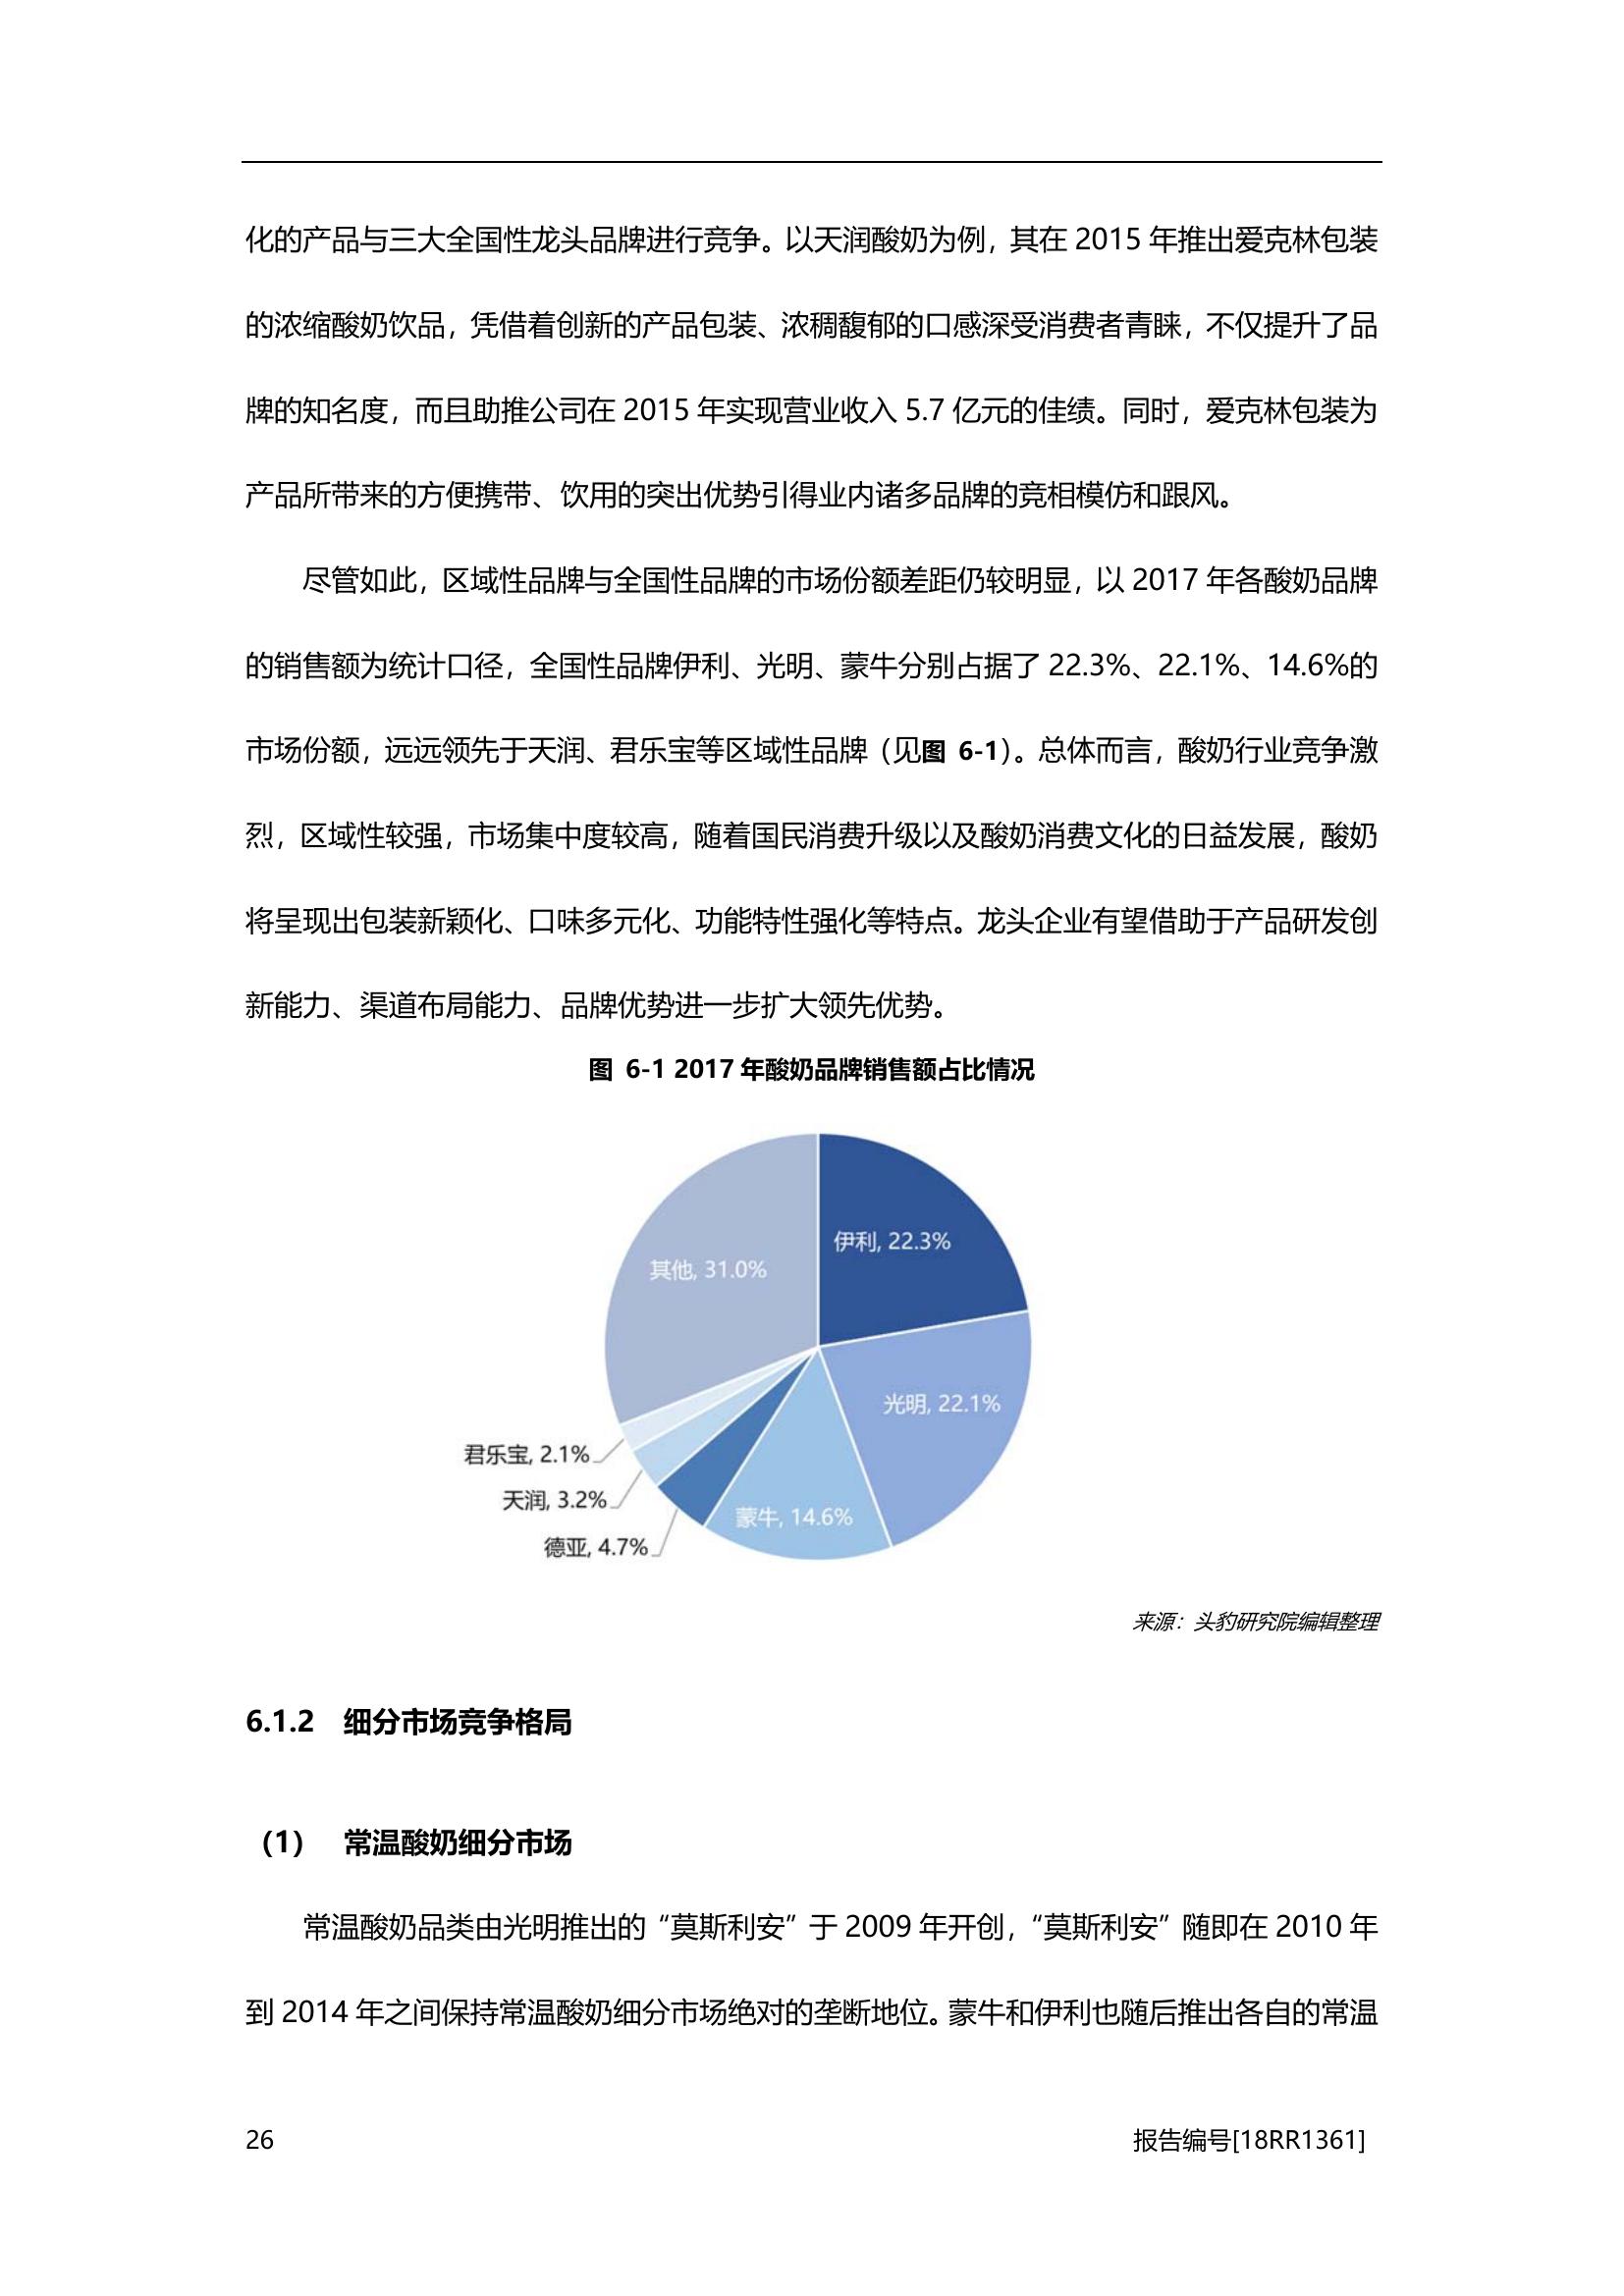 化的产品与三大全国性龙头品牌进行竞争。以天润酸奶为例，其在 2015 年推出爱克林包装
的浓缩酸奶饮品，凭借着创新的产品包装、浓稠馥郁的口感深受消费者青睐，不仅提升了品
牌的知名度，而且助推公司在 2015 年实现营业收入 5.7 亿元的佳绩。同时，爱克林包装为
产品所带来的方便携带、饮用的突出优势引得业内诸多品牌的竞相模仿和跟风。
尽管如此，区域性品牌与全国性品牌的市场份额差距仍较明显，以 2017 年各酸奶品牌
的销售额为统计口径，全国性品牌伊利、光明、蒙牛分别占据了 22.3%、22.1%、14.6%的
市场份额，远远领先于天润、君乐宝等区域性品牌（见图 6-1）。总体而言，酸奶行业竞争激
烈，区域性较强，市场集中度较高，随着国民消费升级以及酸奶消费文化的日益发展，酸奶
将呈现出包装新颖化、口味多元化、功能特性强化等特点。龙头企业有望借助于产品研发创
新能力、渠道布局能力、品牌优势进一步扩大领先优势。
图 6-1 2017 年酸奶品牌销售额占比情况
伊利, 22.3%
其他, 31.0%
光明, 22.1%
君乐宝, 2.1%
天润, 3.2%
蒙牛, 14.6%
德亚, 4.7%
来源：头豹研究院编辑整理
6.1.2 细分市场竞争格局
（1） 常温酸奶细分市场
常温酸奶品类由光明推出的“莫斯利安”于 2009 年开创，“莫斯利安”随即在 2010 年
到 2014 年之间保持常温酸奶细分市场绝对的垄断地位。蒙牛和伊利也随后推出各自的常温
26 报告编号[18RR1361]